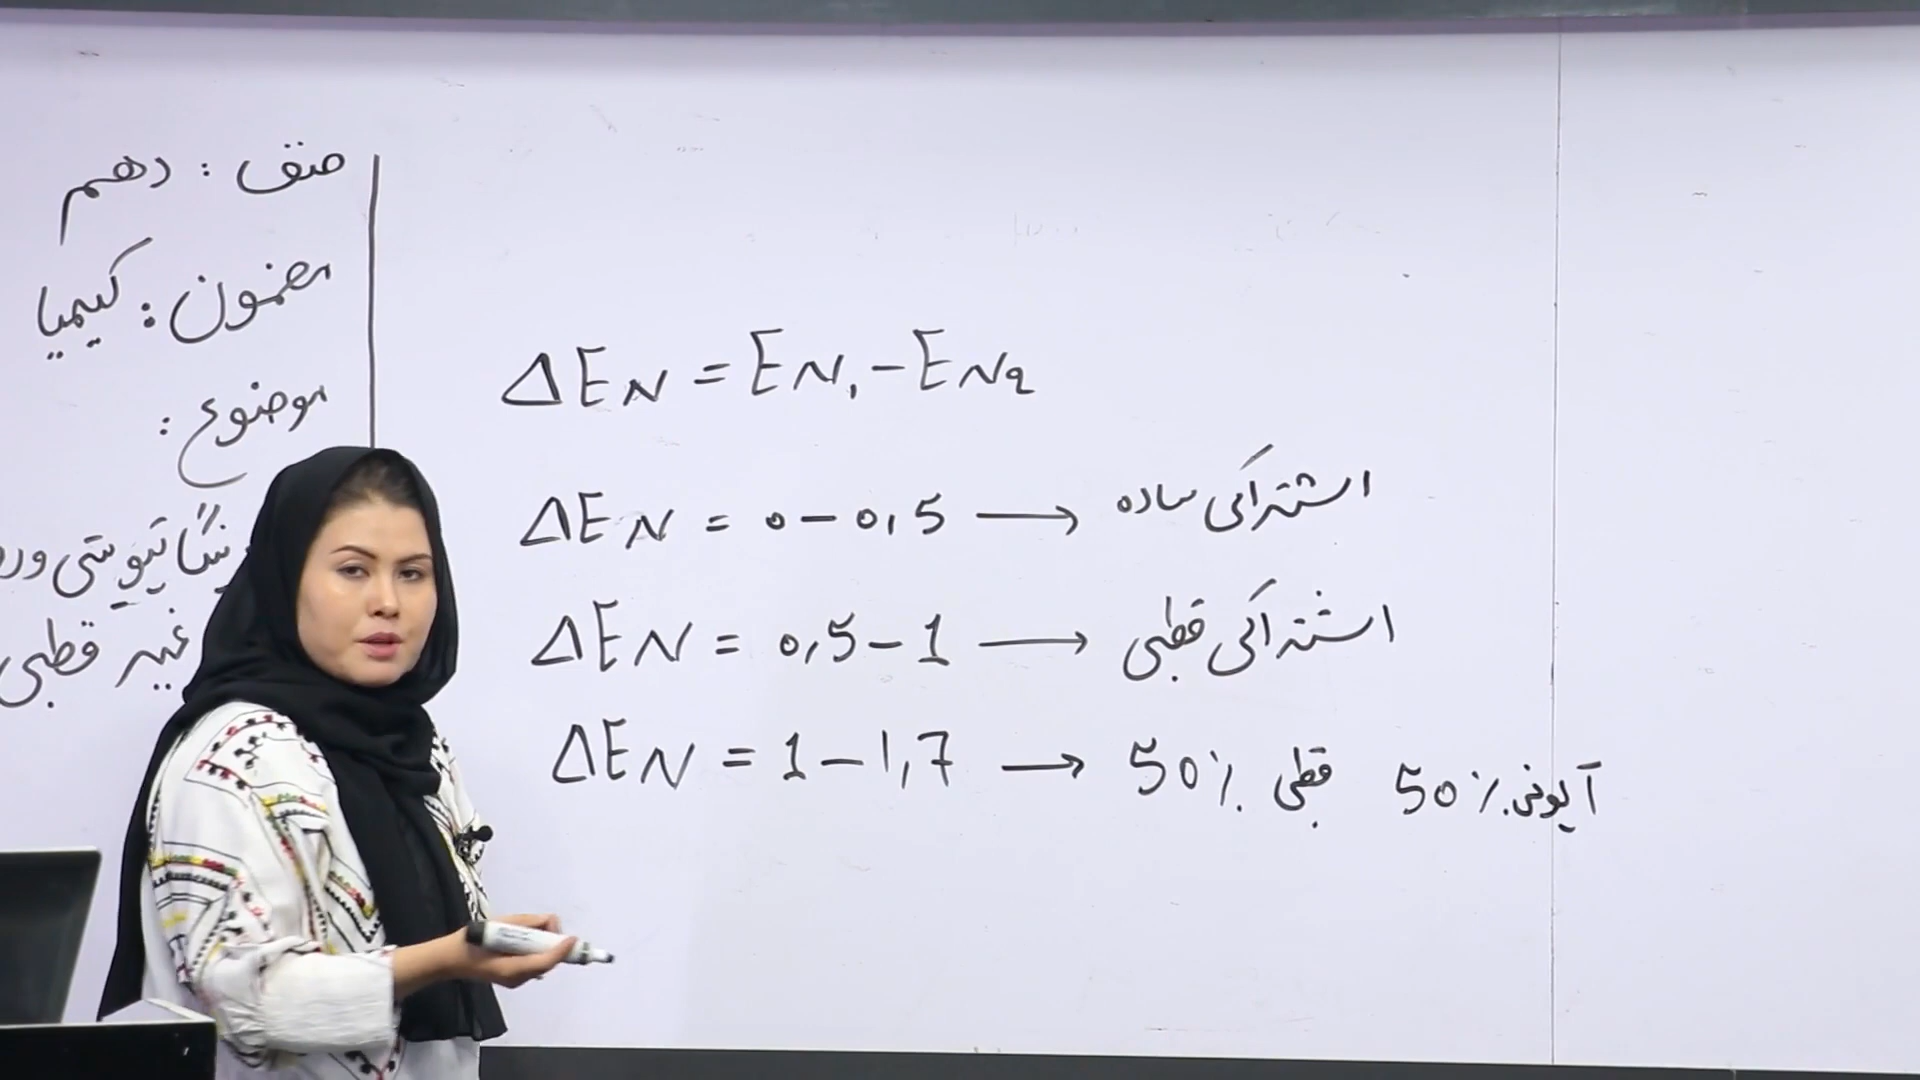 صنف : دهم
مضمون : کیمیا
موضوع :
غیر قطبی
ΔEN = EN₁ - EN₂
ΔEN = 0 - 0,5 → اشتراکی ساده
ΔEN = 0,5 - 1 → اشتراکی قطبی
ΔEN = 1 - 1,7 → 50% قطبی 50% آیونی